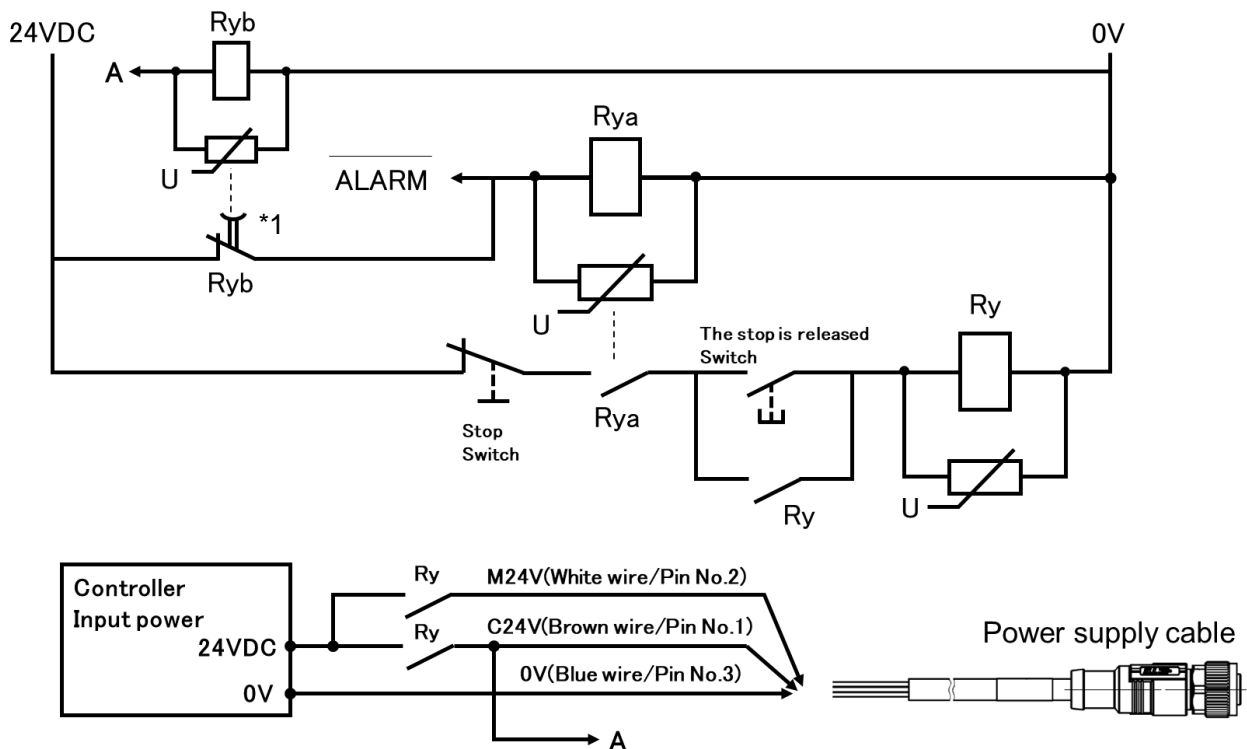 24VDC
Ryb
0V
A
U
Rya
ALARM
*1
Ryb
U
The stop is released
Switch
Ry
Rya
Stop
Switch
Ry
U
Controller
Input power
24VDC
0V
Ry
M24V(White wire/Pin No.2)
Ry
C24V(Brown wire/Pin No.1)
0V(Blue wire/Pin No.3)
A
Power supply cable